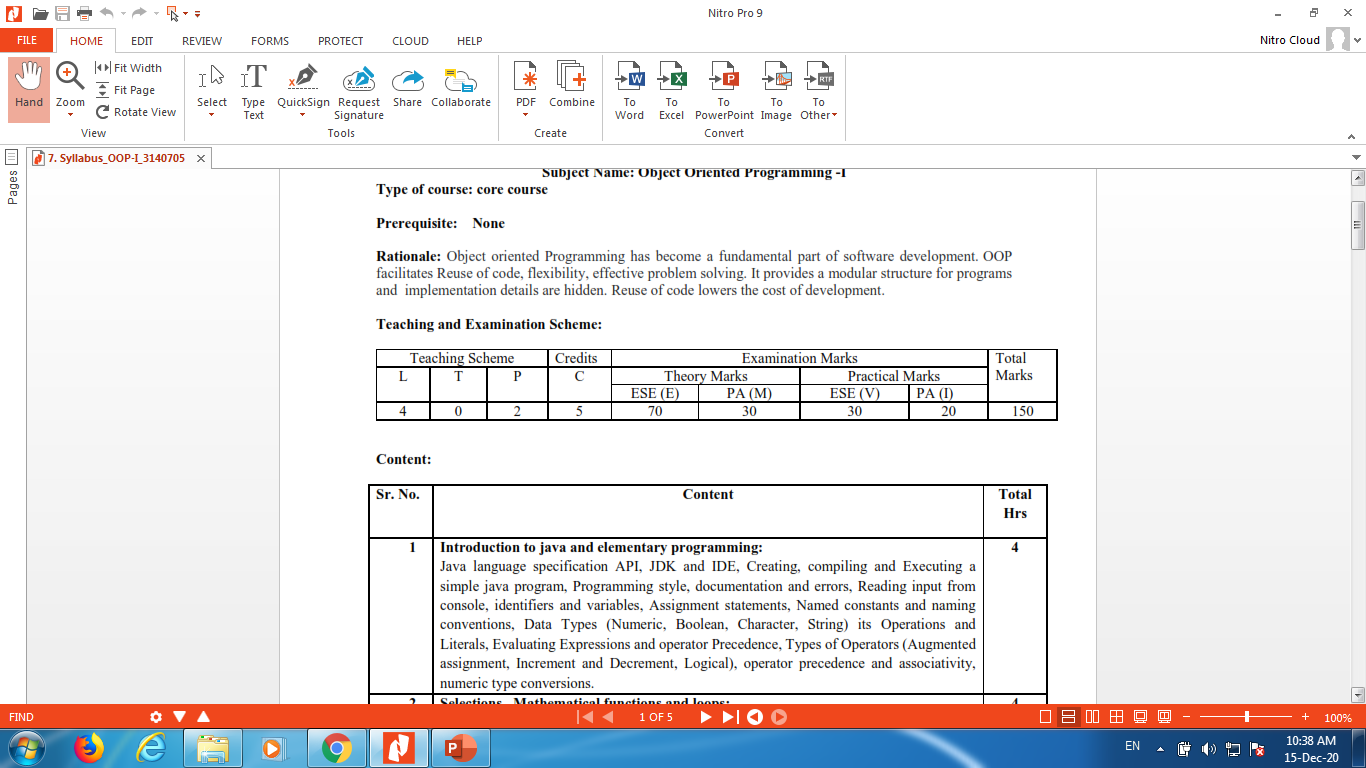 Nitro Pro 9
FILE HOME EDIT REVIEW FORMS PROTECT CLOUD HELP
Nitro Cloud
Hand
Zoom
Fit Width
Fit Page
Rotate View
View
Select
Type Text
QuickSign
Request Signature
Share
Collaborate
Tools
PDF
Combine
Create
To Word
To Excel
To PowerPoint
To Image
To Other
Convert
W X P RTF
7. Syllabus_OOP-I_3140705
Pages
Subject Name: Object Oriented Programming -I
Type of course: core course
Prerequisite: None
Rationale: Object oriented Programming has become a fundamental part of software development. OOP
facilitates Reuse of code, flexibility, effective problem solving. It provides a modular structure for programs
and implementation details are hidden. Reuse of code lowers the cost of development.
Teaching and Examination Scheme:
Teaching Scheme Credits Examination Marks Total Marks
L T P C Theory Marks Practical Marks
ESE (E) PA (M) ESE (V) PA (I)
4 0 2 5 70 30 30 20 150
Content:
Sr. No. Content Total Hrs
1 Introduction to java and elementary programming: 4
Java language specification API, JDK and IDE, Creating, compiling and Executing a
simple java program, Programming style, documentation and errors, Reading input from
console, identifiers and variables, Assignment statements, Named constants and naming
conventions, Data Types (Numeric, Boolean, Character, String) its Operations and
Literals, Evaluating Expressions and operator Precedence, Types of Operators (Augmented
assignment, Increment and Decrement, Logical), operator precedence and associativity,
numeric type conversions.
2 Selections, Mathematical functions and loops: 4
FIND
1 OF 5
100%
EN
10:38 AM
15-Dec-20